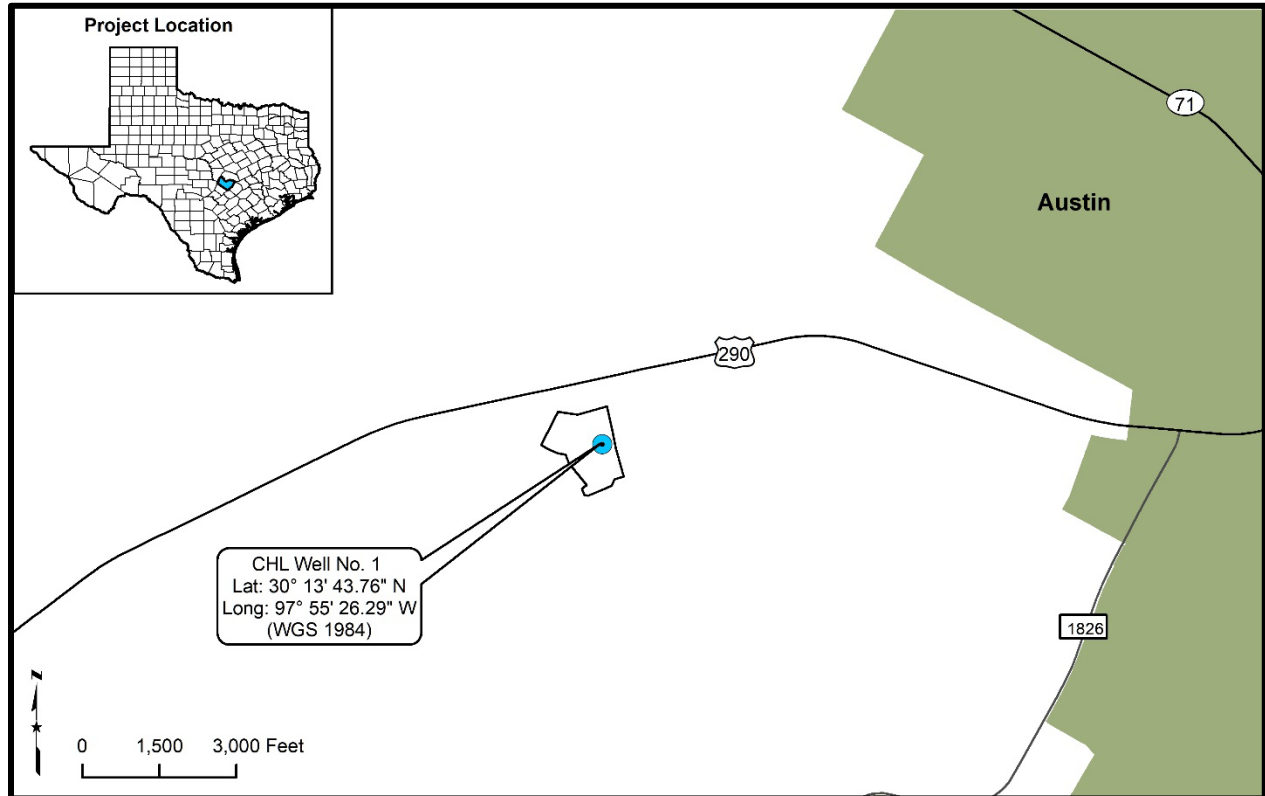 Project Location
71
Austin
290
CHL Well No. 1
Lat: 30° 13' 43.76" N
Long: 97° 55' 26.29" W
(WGS 1984)
1826
N
0 1,500 3,000 Feet